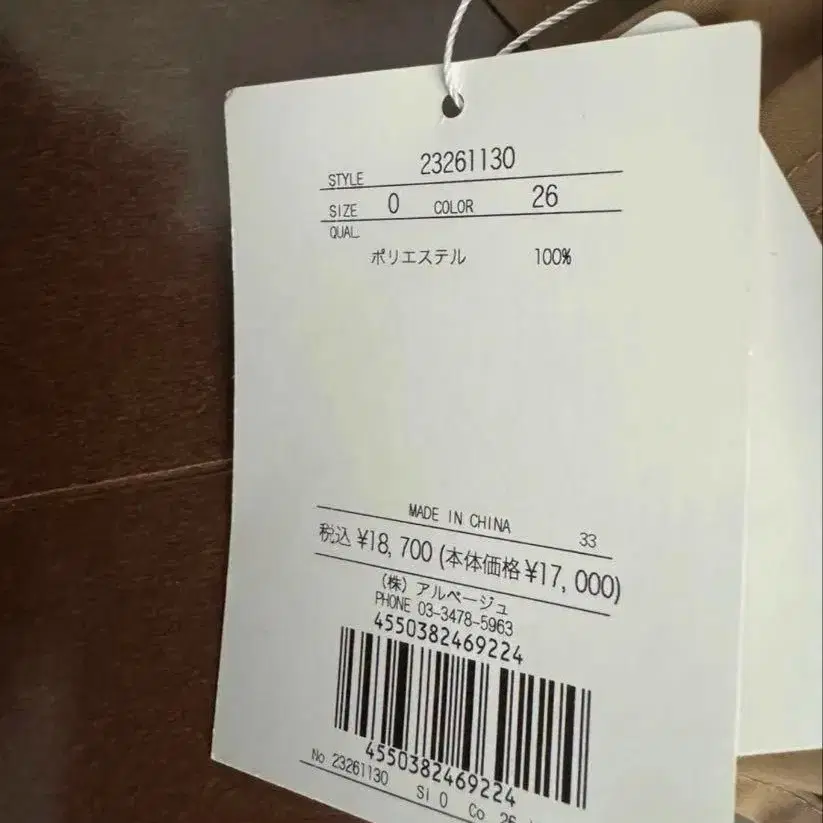 STYLE 23261130
SIZE 0 COLOR 26
QUAL
ポリエステル 100%
MADE IN CHINA 33
税込 ¥18,700 (本体価格¥17,000)
(株) アルページュ
PHONE 03-3478-5963
4550382469224
4550382469224
No 23261130 SI 0 Co 26